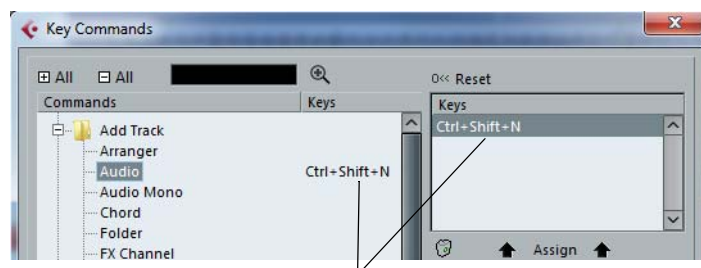 Key Commands
All All
0<< Reset
Commands Keys
Keys
Add Track
Ctrl+Shift+N
Arranger
Audio Ctrl+Shift+N
Audio Mono
Chord
Folder
FX Channel
Assign